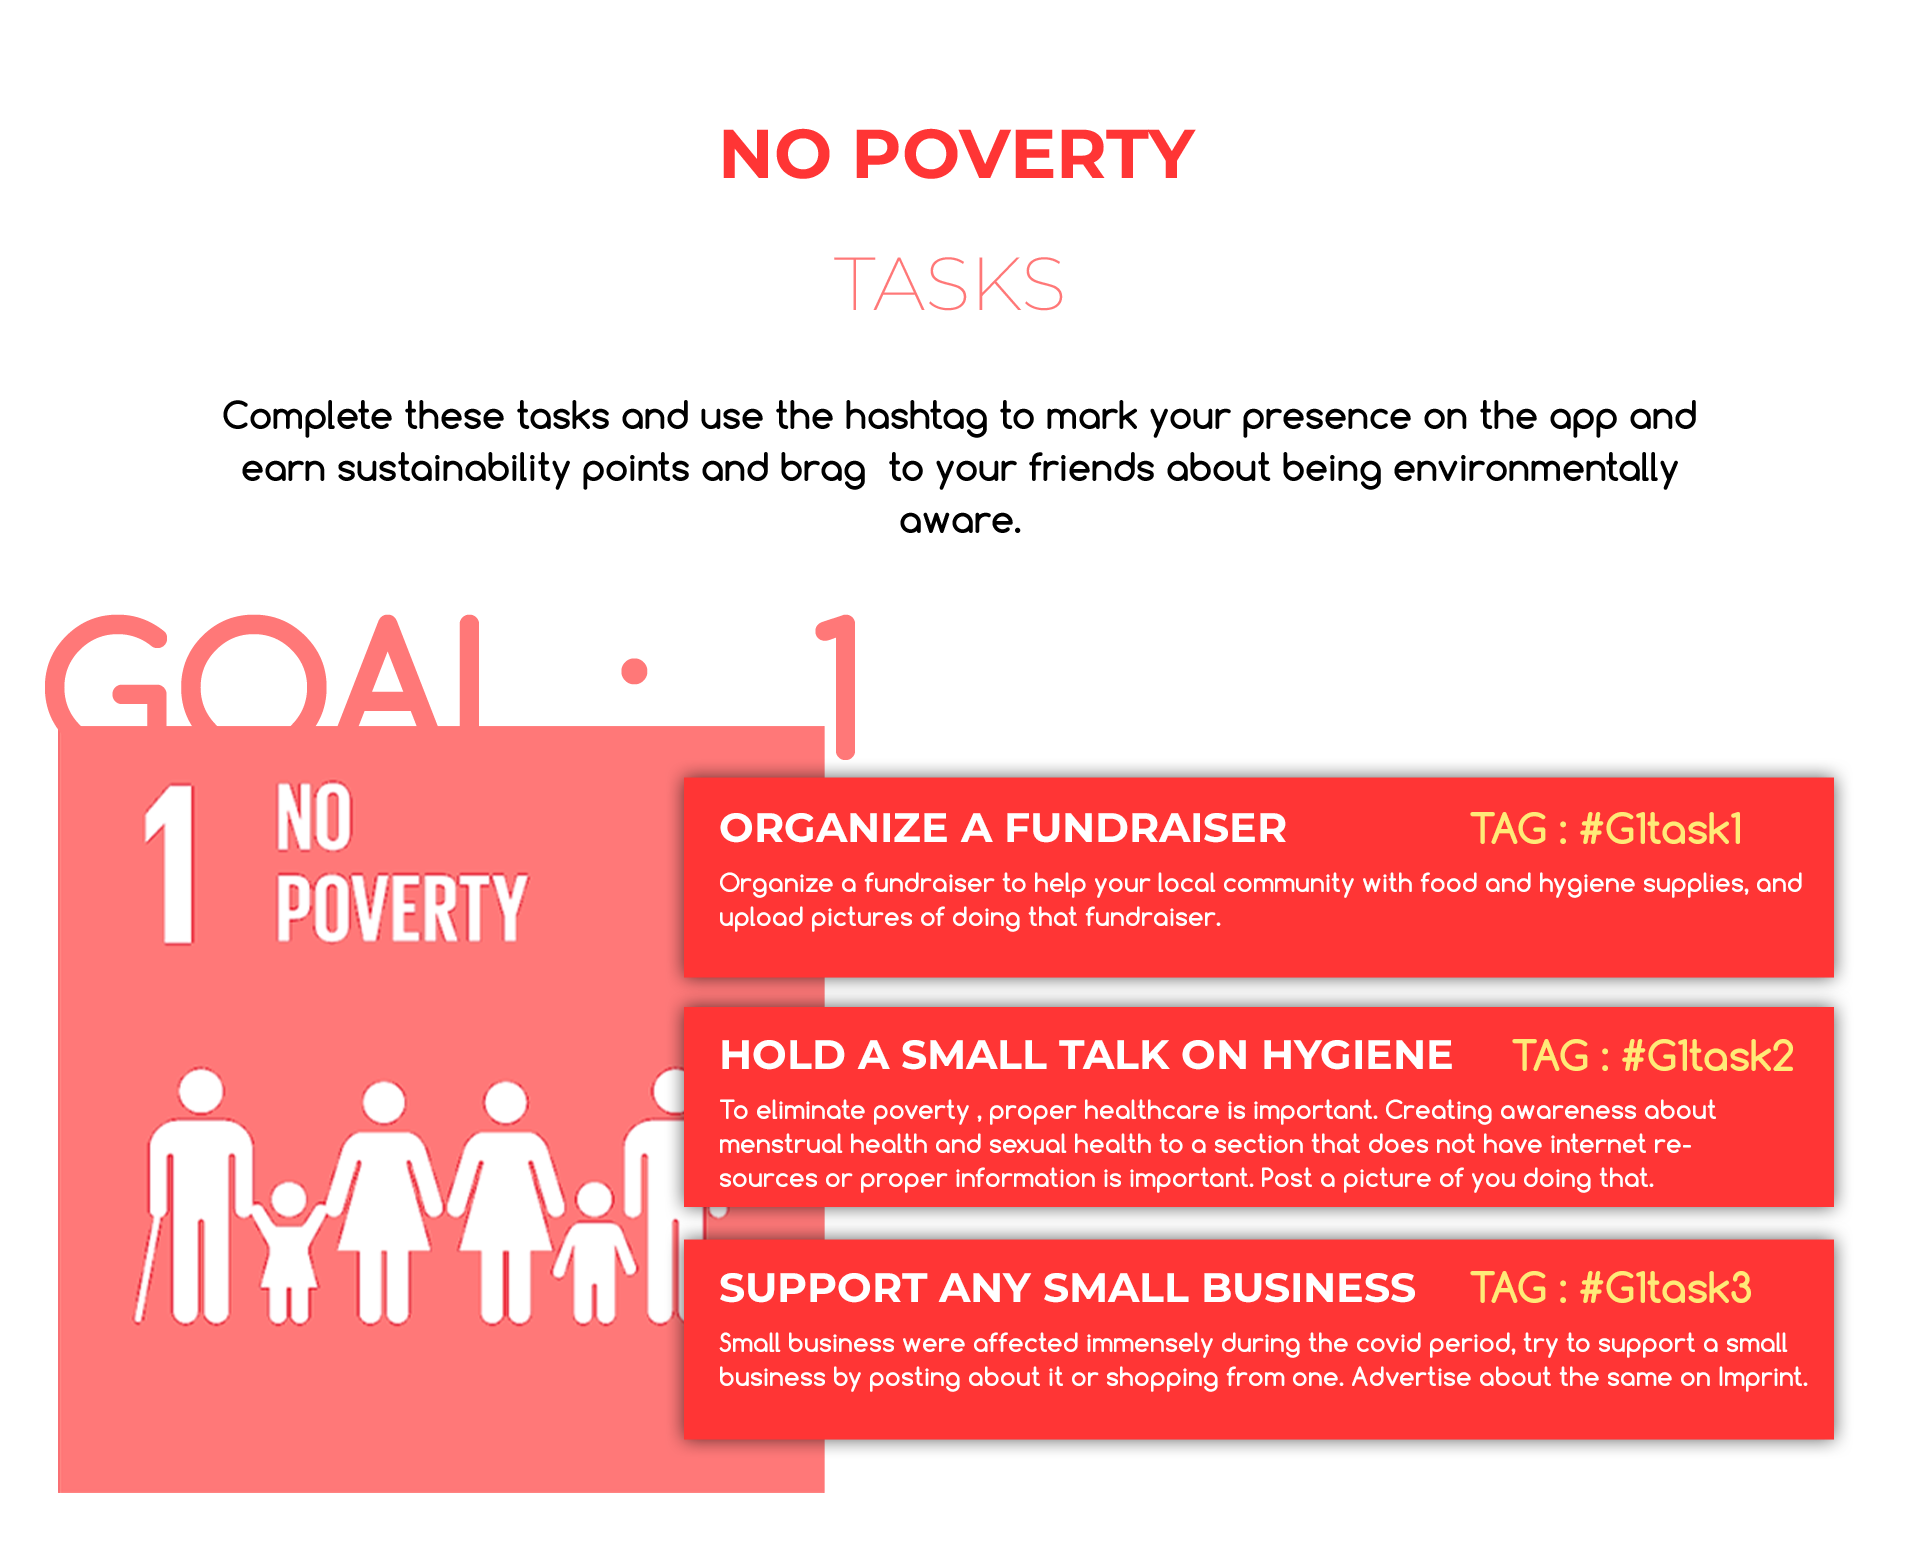 NO POVERTY
TASKS
Complete these tasks and use the hashtag to mark your presence on the app and
earn sustainability points and brag  to your friends about being environmentally
aware.
GOAL : 1
1 NO
POVERTY
ORGANIZE A FUNDRAISER TAG : #G1task1
Organize a fundraiser to help your local community with food and hygiene supplies, and
upload pictures of doing that fundraiser.
HOLD A SMALL TALK ON HYGIENE TAG : #G1task2
To eliminate poverty , proper healthcare is important. Creating awareness about
menstrual health and sexual health to a section that does not have internet re-
sources or proper information is important. Post a picture of you doing that.
SUPPORT ANY SMALL BUSINESS TAG : #G1task3
Small business were affected immensely during the covid period, try to support a small
business by posting about it or shopping from one. Advertise about the same on Imprint.